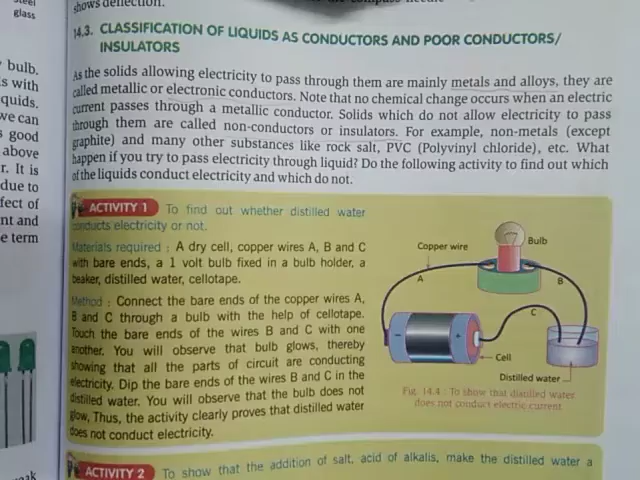 steel
glass
bulb.
s with
quids.
we can
s good
above
r. It is
due to
fect of
nt and
e term
shows deflection.
14.3. CLASSIFICATION OF LIQUIDS AS CONDUCTORS AND POOR CONDUCTORS/
INSULATORS
As the solids allowing electricity to pass through them are mainly metals and alloys, they are
called metallic or electronic conductors. Note that no chemical change occurs when an electric
current passes through a metallic conductor. Solids which do not allow electricity to pass
through them are called non-conductors or insulators. For example, non-metals (except
graphite) and many other substances like rock salt, PVC (Polyvinyl chloride), etc. What
happen if you try to pass electricity through liquid? Do the following activity to find out which
of the liquids conduct electricity and which do not.
ACTIVITY 1 To find out whether distilled water
conducts electricity or not.
Materials required : A dry cell, copper wires A, B and C
with bare ends, a 1 volt bulb fixed in a bulb holder, a
beaker, distilled water, cellotape.
Method : Connect the bare ends of the copper wires A,
B and C through a bulb with the help of cellotape.
Touch the bare ends of the wires B and C with one
another. You will observe that bulb glows, thereby
showing that all the parts of circuit are conducting
electricity. Dip the bare ends of the wires B and C in the
distilled water. You will observe that the bulb does not
glow, Thus, the activity clearly proves that distilled water
does not conduct electricity.
Copper wire
Bulb
A
B
C
−
+
Cell
Distilled water
Fig. 14.4 : To show that distilled water
does not conduct electric current
ACTIVITY 2 To show that the addition of salt, acid of alkalis, make the distilled water a